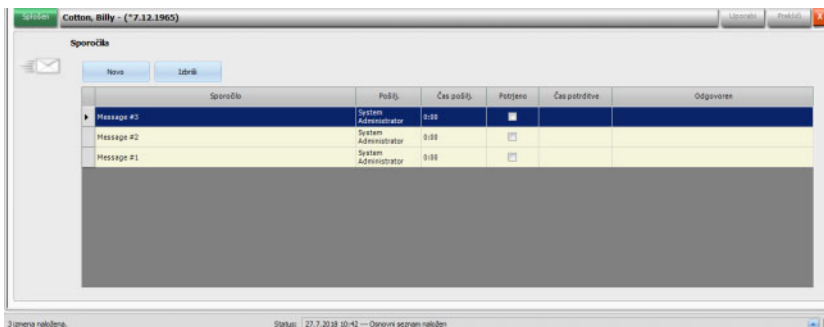 Splošen Cotton, Billy - (*7.12.1965) Uporabi Prekliči X
Sporočila
Novo Izbriši
Sporočilo Pošilj. Čas pošilj. Potrjeno Čas potrditve Odgovoren
Message #3 System Administrator 0:00
Message #2 System Administrator 0:00
Message #1 System Administrator 0:00
3 izmena naložena. Status: 27.7.2018 10:42 --- Osnovni seznam naložen